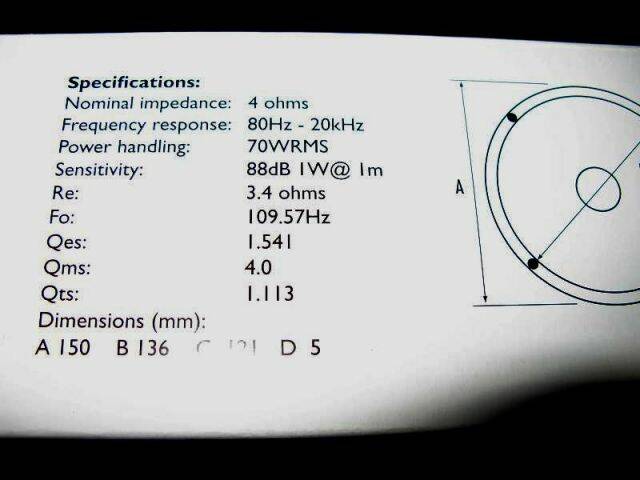 Specifications:
Nominal impedance: 4 ohms
Frequency response: 80Hz - 20kHz
Power handling: 70WRMS
Sensitivity: 88dB 1W@ 1m
Re: 3.4 ohms
Fo: 109.57Hz
Qes: 1.541
Qms: 4.0
Qts: 1.113
Dimensions (mm):
A 150 B 136 C 121 D 5
A